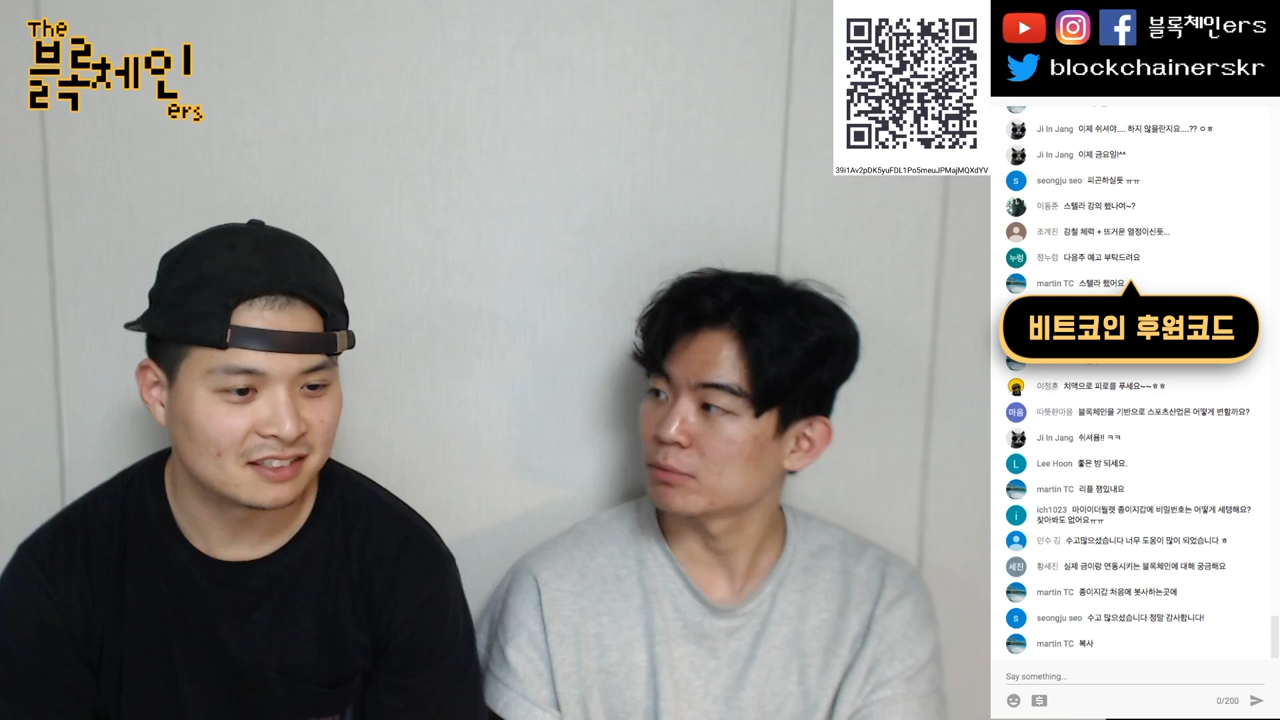 The
블록체인
ers
39i1Av2pDK5yuFDL1Po5meuJPMajMQXdYV
블록체인ers
blockchainerskr
Ji In Jang 이제 쉬셔야.... 하지 않을란지요....?? ㅇㅎ
Ji In Jang 이제 금요일!^^
seongju seo 피곤하실듯 ㅠㅠ
이동준 스텔라 강의 했나여~?
조계진 강철 체력 + 뜨거운 열정이신듯...
누렁 정누렁 다음주 예고 부탁드려요
martin TC 스텔라 했어요
비트코인 후원코드
이정훈 치맥으로 피로를 푸세요~~ㅎㅎ
마음 따뜻한마음 블록체인을 기반으로 스포츠산업은 어떻게 변할까요?
Ji In Jang 쉬셔용!! ㅋㅋ
L Lee Hoon 좋은 밤 되세요.
martin TC 리플 잼있내요
i ich1023 마이이더월렛 종이지갑에 비밀번호는 어떻게 세팅해요?
찾아봐도 없어요ㅠㅠ
민수 김 수고많으셨습니다 너무 도움이 많이 되었습니다 ㅎ
세진 황세진 실제 금이랑 연동시키는 블록체인에 대해 궁금해요
martin TC 종이지갑 처음에 봇사하는곳에
s seongju seo 수고 많으셨습니다 정말 감사합니다!
martin TC 복사
Say something...
0/200